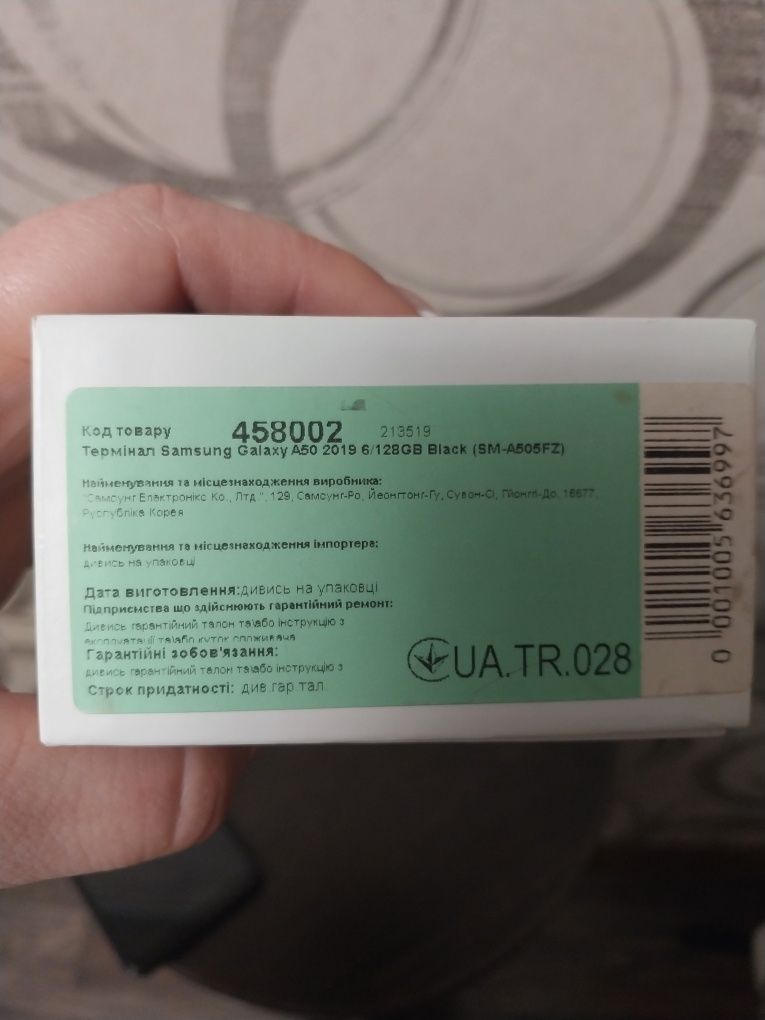 Код товару 458002 213519
Термінал Samsung Galaxy A50 2019 6/128GB Black (SM-A505FZ)
Найменування та місцезнаходження виробника:
"Самсунг Електронікс Ко., Лтд.", 129, Самсунг-Ро, Йеонгтонг-Гу, Сувон-Сі, Гйонггі-До, 16677,
Руспубліка Корея
Найменування та місцезнаходження імпортера:
дивись на упаковці
Дата виготовлення:дивись на упаковці
Підприємства що здійснюють гарантійний ремонт:
Дивись гарантійний талон та\або інструкцію з
експлуатації та\або куток споживача
Гарантійні зобов'язання:
дивись гарантійний талон та\або інструкцію з
Строк придатності: див.гар.тал.
UA.TR.028
0 001005 636997